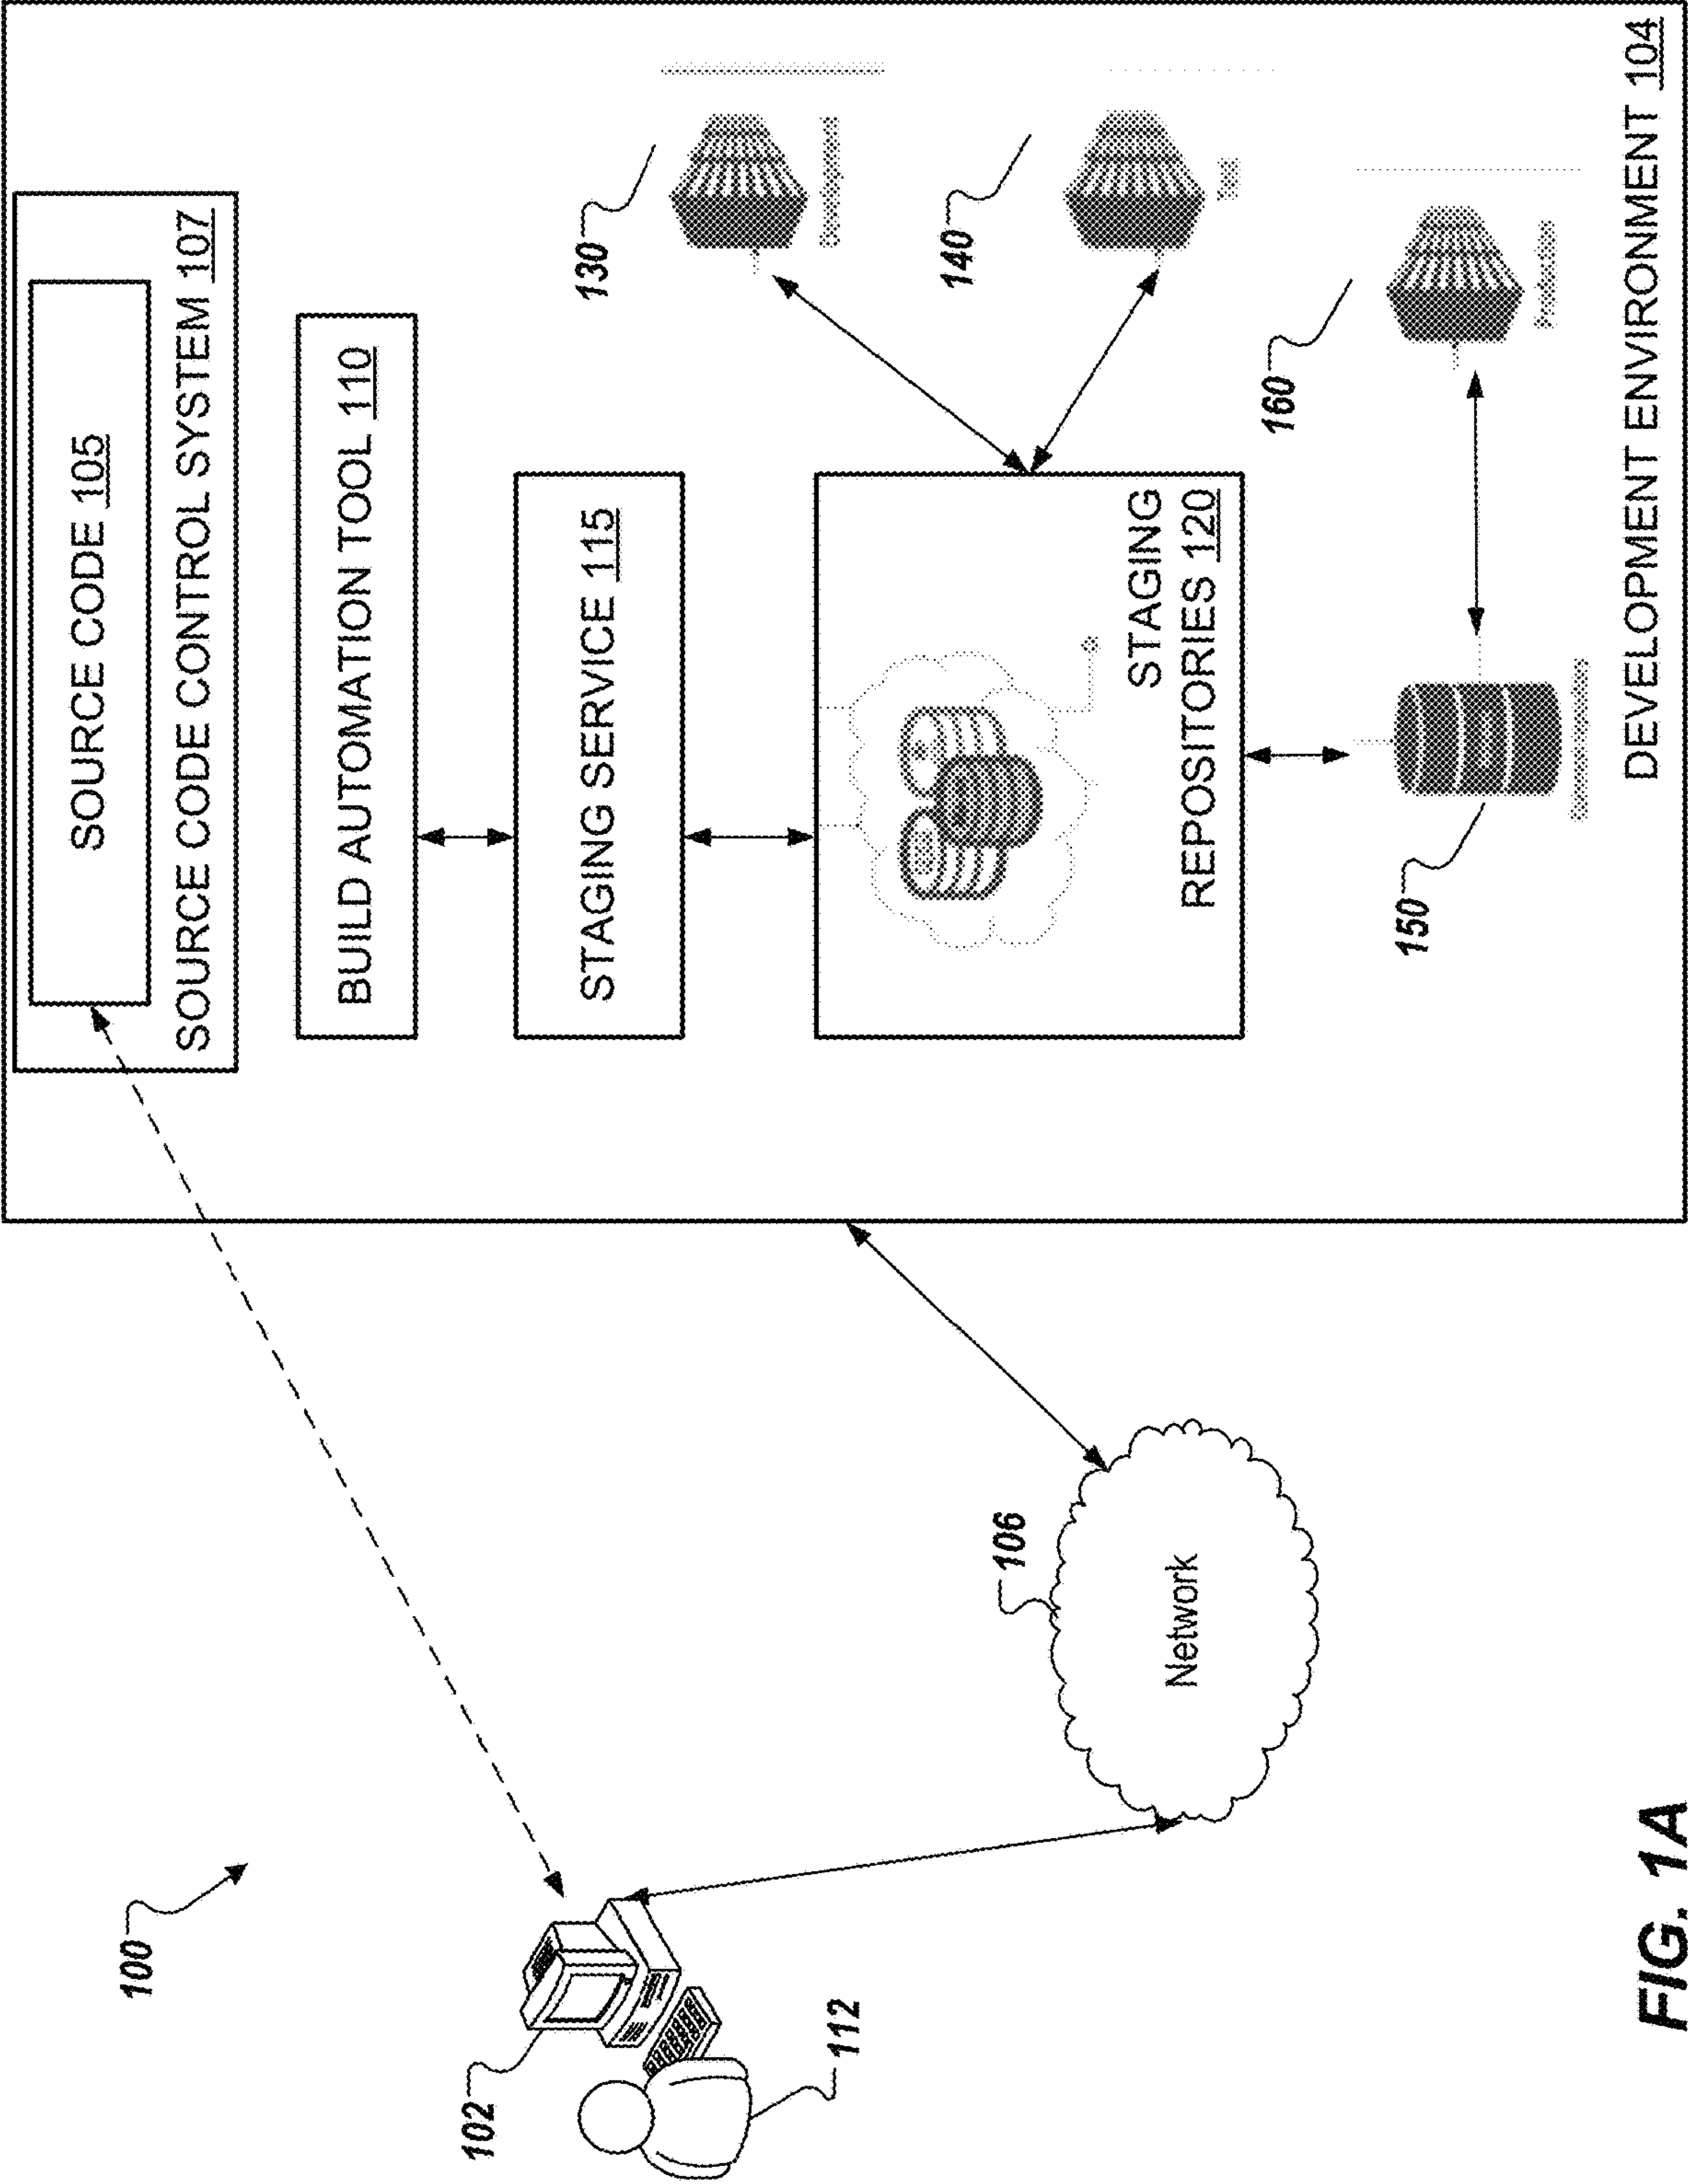 100
102
112
106
Network
SOURCE CODE 105
SOURCE CODE CONTROL SYSTEM 107
BUILD AUTOMATION TOOL 110
STAGING SERVICE 115
STAGING
REPOSITORIES 120
130
140
150
160
DEVELOPMENT ENVIRONMENT 104
FIG. 1A